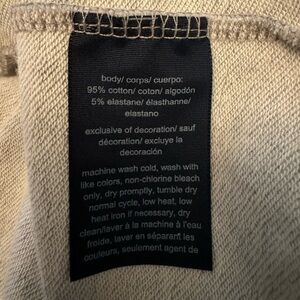 body/ corps/ cuerpo:
95% cotton/ coton/ algodón
5% elastane/ élasthanne/
elastano
exclusive of decoration/ sauf
décoration/ excluye la
decoración
machine wash cold, wash with
like colors, non-chlorine bleach
only, dry promptly, tumble dry
normal cycle, low heat, low
heat iron if necessary, dry
clean/laver à la machine à l'eau
froide, laver en séparant les
couleurs, seulement agent de